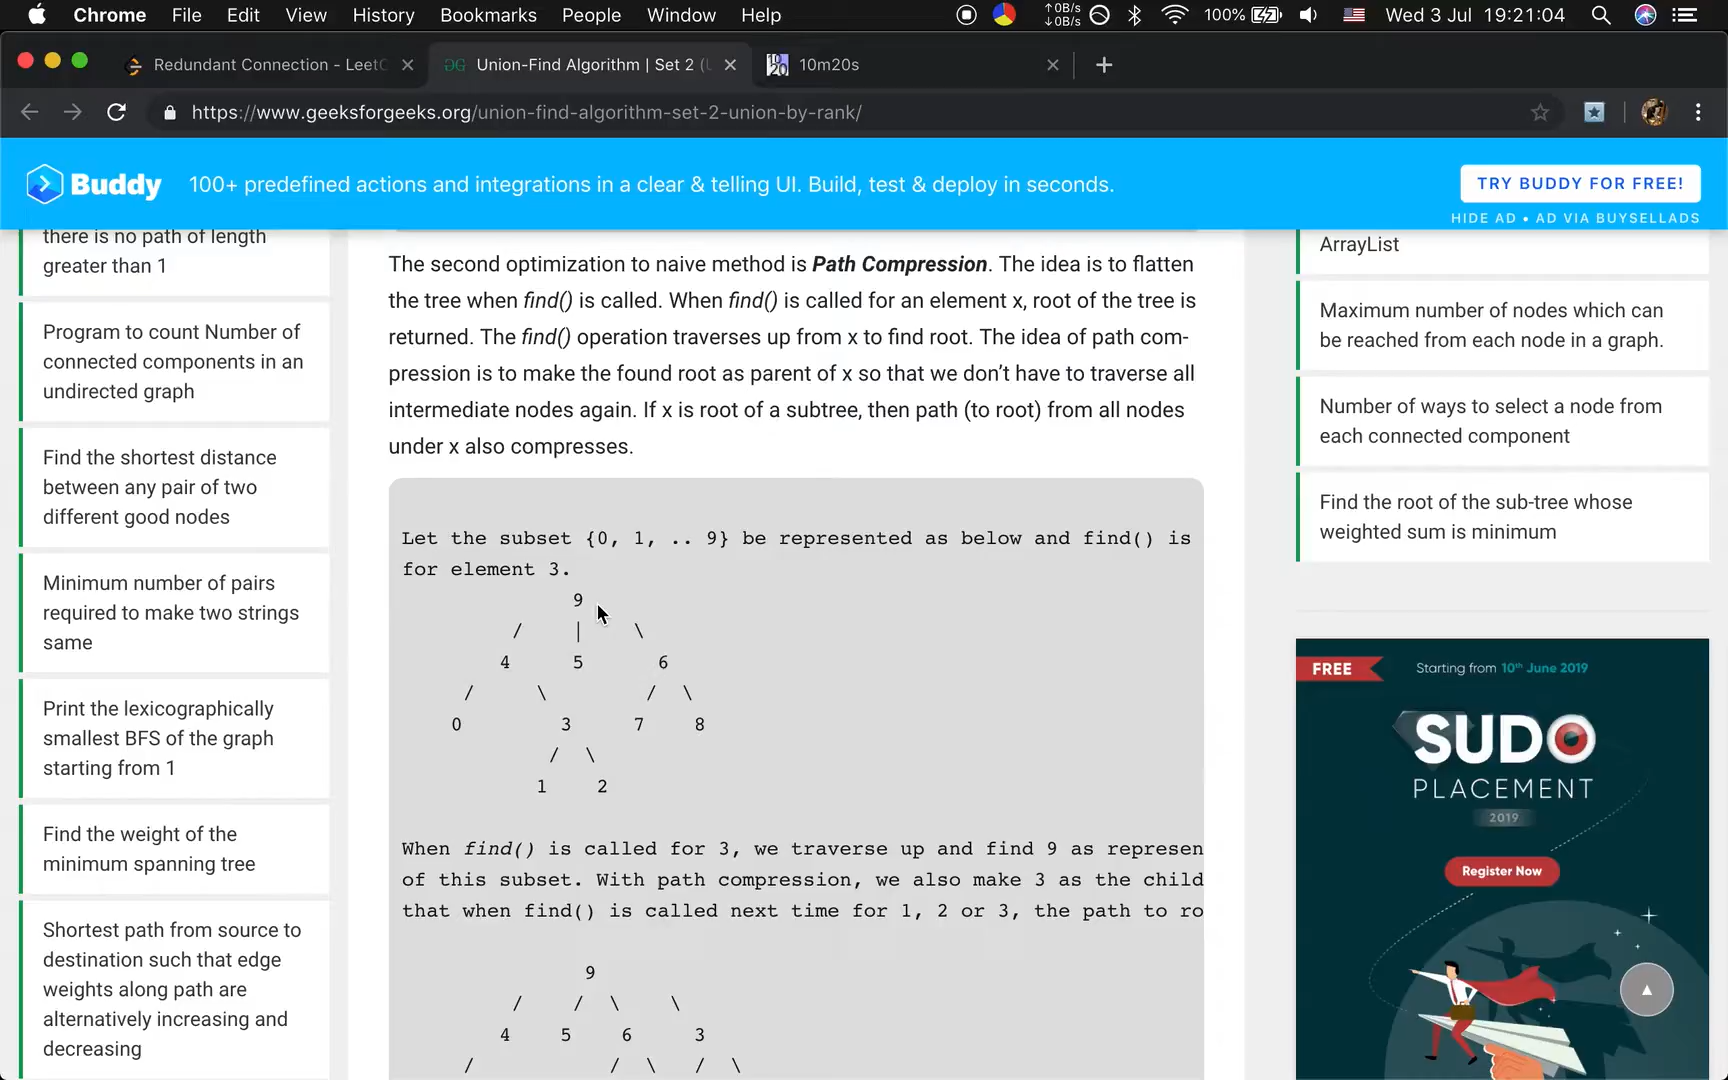 Chrome File Edit View History Bookmarks People Window Help ↑0B/s ↓0B/s 100% Wed 3 Jul 19:21:04
Redundant Connection - LeetC
Union-Find Algorithm | Set 2 (
10m20s
https://www.geeksforgeeks.org/union-find-algorithm-set-2-union-by-rank/
Buddy
100+ predefined actions and integrations in a clear & telling UI. Build, test & deploy in seconds.
TRY BUDDY FOR FREE!
HIDE AD • AD VIA BUYSELLADS
there is no path of length
greater than 1
Program to count Number of
connected components in an
undirected graph
Find the shortest distance
between any pair of two
different good nodes
Minimum number of pairs
required to make two strings
same
Print the lexicographically
smallest BFS of the graph
starting from 1
Find the weight of the
minimum spanning tree
Shortest path from source to
destination such that edge
weights along path are
alternatively increasing and
decreasing
The second optimization to naive method is Path Compression. The idea is to flatten
the tree when find() is called. When find() is called for an element x, root of the tree is
returned. The find() operation traverses up from x to find root. The idea of path com-
pression is to make the found root as parent of x so that we don’t have to traverse all
intermediate nodes again. If x is root of a subtree, then path (to root) from all nodes
under x also compresses.
Let the subset {0, 1, .. 9} be represented as below and find() is
for element 3.
9
/ | \
4 5 6
/ \ / \
0 3 7 8
/ \
1 2
When find() is called for 3, we traverse up and find 9 as represen
of this subset. With path compression, we also make 3 as the child
that when find() is called next time for 1, 2 or 3, the path to ro
9
/ / \ \
4 5 6 3
/ / \ / \
ArrayList
Maximum number of nodes which can
be reached from each node in a graph.
Number of ways to select a node from
each connected component
Find the root of the sub-tree whose
weighted sum is minimum
FREE
Starting from 10th June 2019
SUDO
PLACEMENT
2019
Register Now